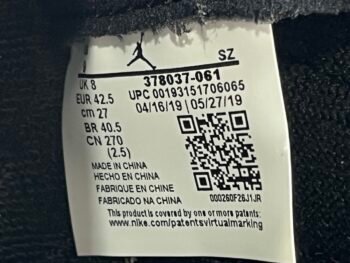 SZ
UK 8
378037-061
EUR 42.5
UPC 00193151706065
cm 27
04/16/19 05/27/19
BR 40.5
CN 270
(2.5)
MADE IN CHINA
HECHO EN CHINA
FABRIQUE EN CHINE
FABRICADO NA CHINA
000260F26J1JR
This product is covered by one or more patents:
www.nike.com/patentsvirtualmarking